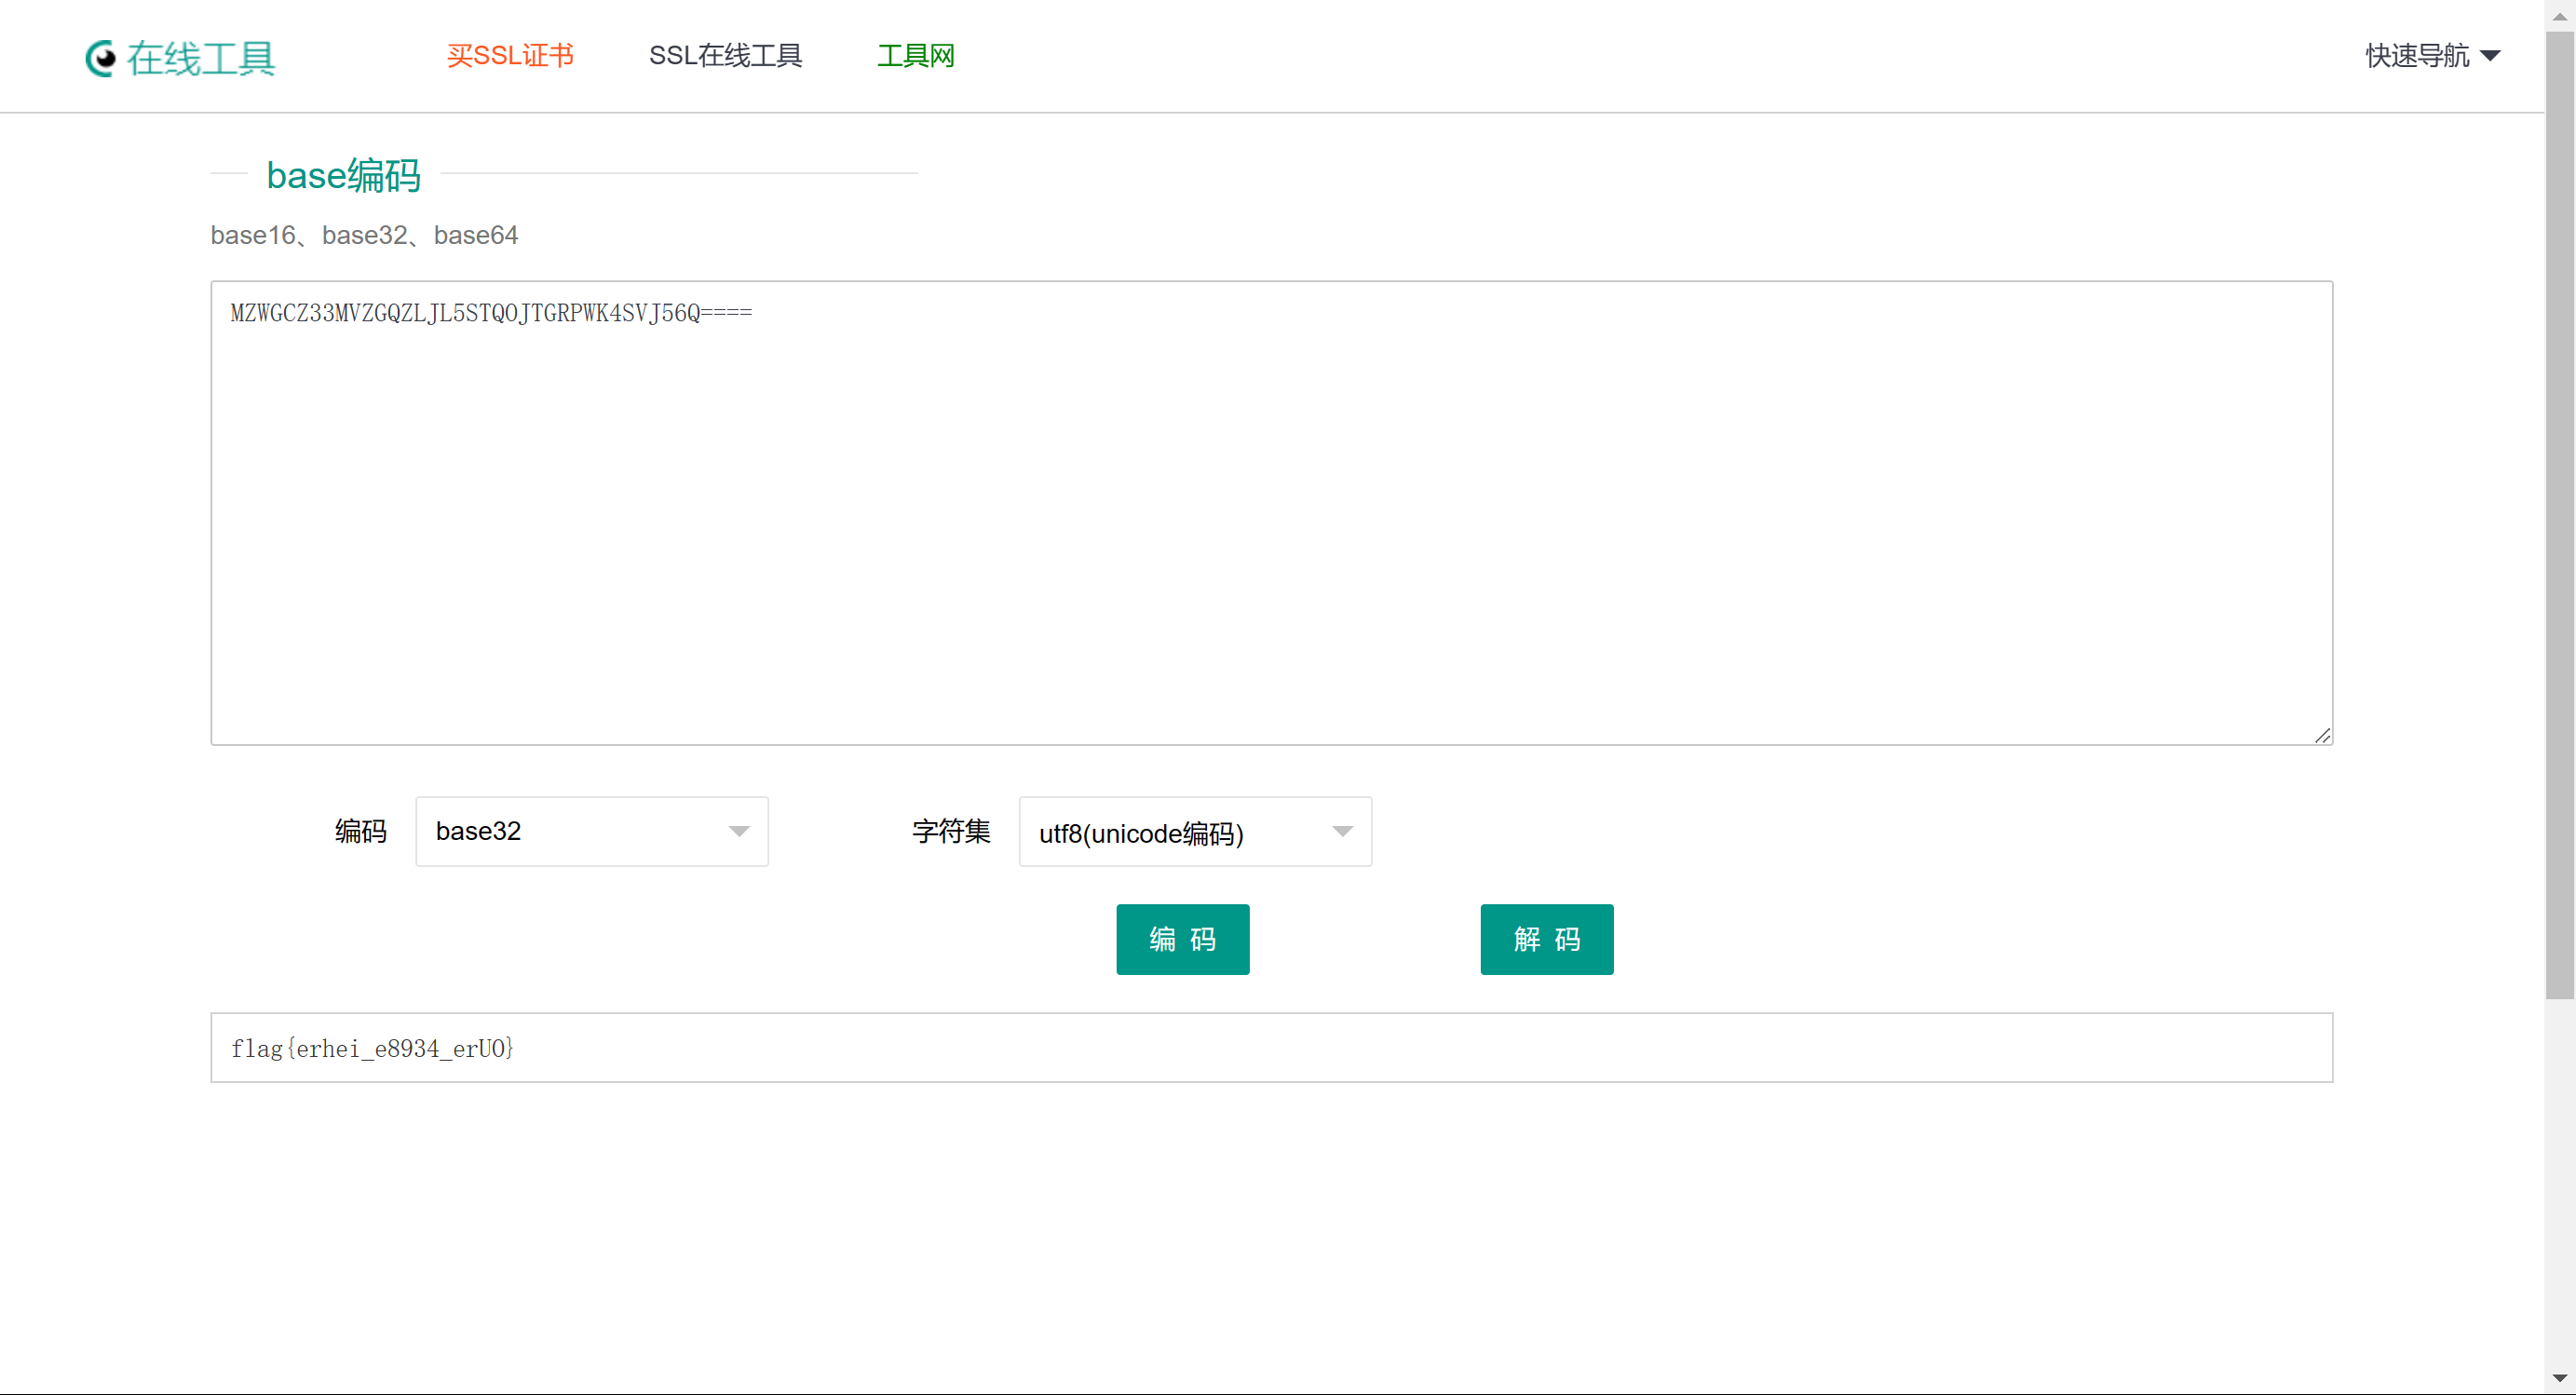 在线工具
买SSL证书
SSL在线工具
工具网
快速导航
base编码
base16、base32、base64
MZWGCZ33MVZGQZLJL5STQOJTGRPWK4SVJ56Q====
编码 base32 字符集 utf8(unicode编码)
编 码 解 码
flag{erhei_e8934_erUO}